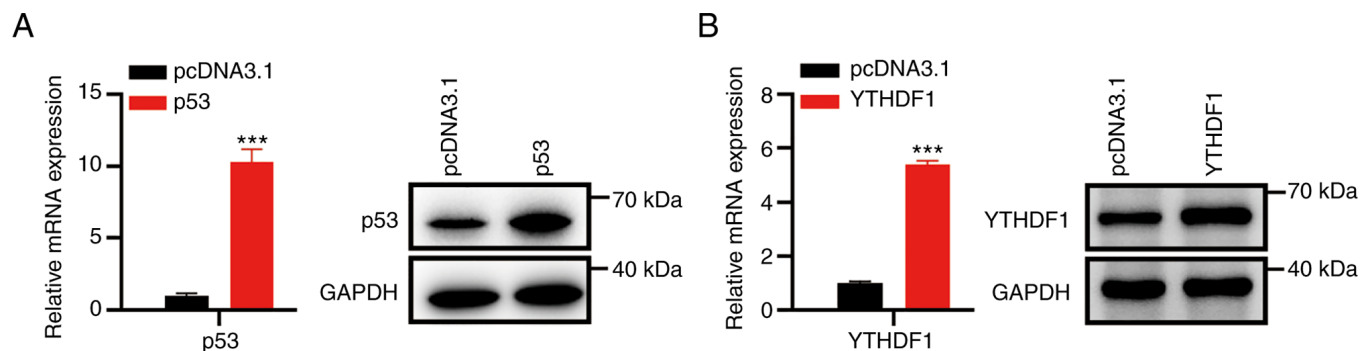 A
Relative mRNA expression
15
10
5
0
pcDNA3.1
p53
***
p53
pcDNA3.1
p53
p53
70 kDa
GAPDH
40 kDa
B
Relative mRNA expression
8
6
4
2
0
pcDNA3.1
YTHDF1
***
YTHDF1
pcDNA3.1
YTHDF1
YTHDF1
70 kDa
GAPDH
40 kDa